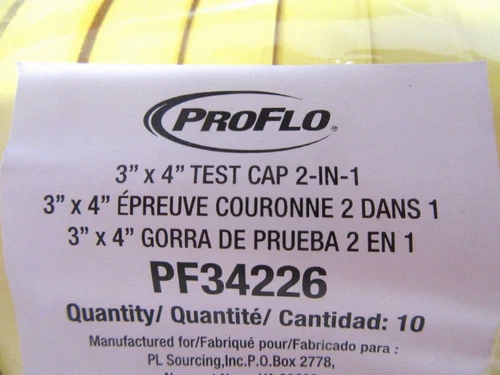 PROFLO®
3" x 4" TEST CAP 2-IN-1
3" x 4" ÉPREUVE COURONNE 2 DANS 1
3" x 4" GORRA DE PRUEBA 2 EN 1
PF34226
Quantity/ Quantité/ Cantidad: 10
Manufactured for/Fabriqué pour/Fabricado para :
PL Sourcing,Inc.P.O.Box 2778,